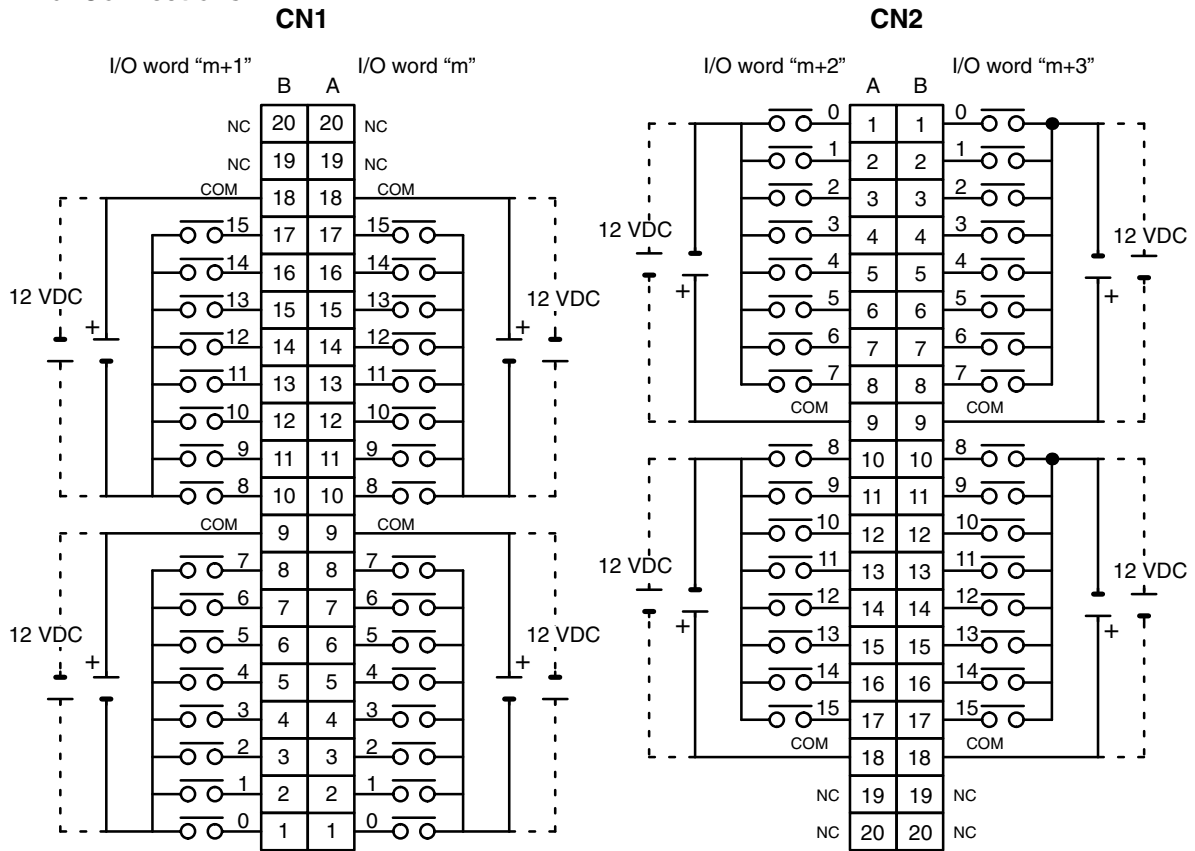 CN1 CN2
I/O word “m+1” I/O word “m” I/O word “m+2” I/O word “m+3”
B A A B
NC 20 20 NC 0 1 1 0
NC 19 19 NC 1 2 2 1
COM 18 18 COM 2 3 3 2
15 17 17 15 12 VDC 3 4 4 3 12 VDC
14 16 16 14 + 4 5 5 4 +
12 VDC 13 15 15 13 12 VDC 5 6 6 5
+ 12 14 14 12 + 6 7 7 6
11 13 13 11 7 8 8 7
10 12 12 10 COM 9 9 COM
9 11 11 9 8 10 10 8
8 10 10 8 9 11 11 9
COM 9 9 COM 10 12 12 10
7 8 8 7 12 VDC 11 13 13 11 12 VDC
6 7 7 6 + 12 14 14 12 +
12 VDC 5 6 6 5 12 VDC 13 15 15 13
+ 4 5 5 4 + 14 16 16 14
3 4 4 3 15 17 17 15
2 3 3 2 COM 18 18 COM
1 2 2 1 NC 19 19 NC
0 1 1 0 NC 20 20 NC